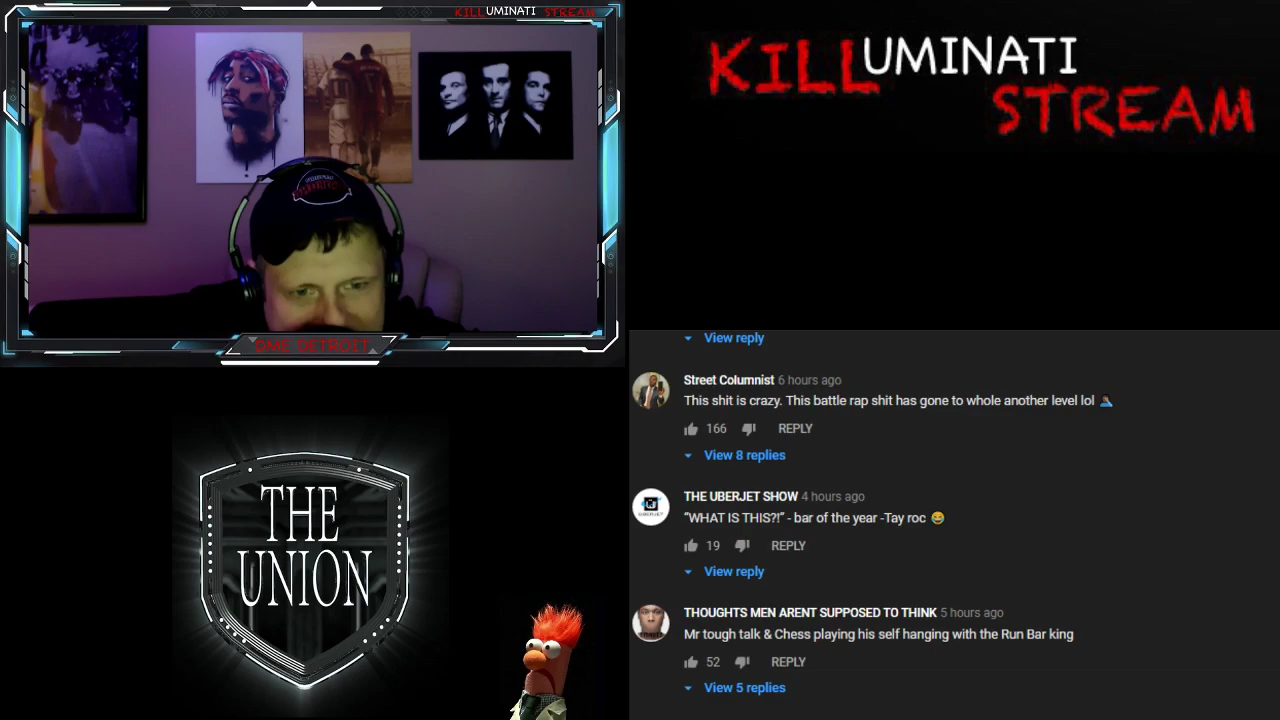 KILLUMINATI STREAM
DME DETROIT
KILLUMINATI
STREAM
THE
UNION
View reply
Street Columnist 6 hours ago
This shit is crazy. This battle rap shit has gone to whole another level lol
166 REPLY
View 8 replies
THE UBERJET SHOW 4 hours ago
“WHAT IS THIS?!” - bar of the year -Tay roc
19 REPLY
View reply
THOUGHTS MEN ARENT SUPPOSED TO THINK 5 hours ago
Mr tough talk & Chess playing his self hanging with the Run Bar king
52 REPLY
View 5 replies